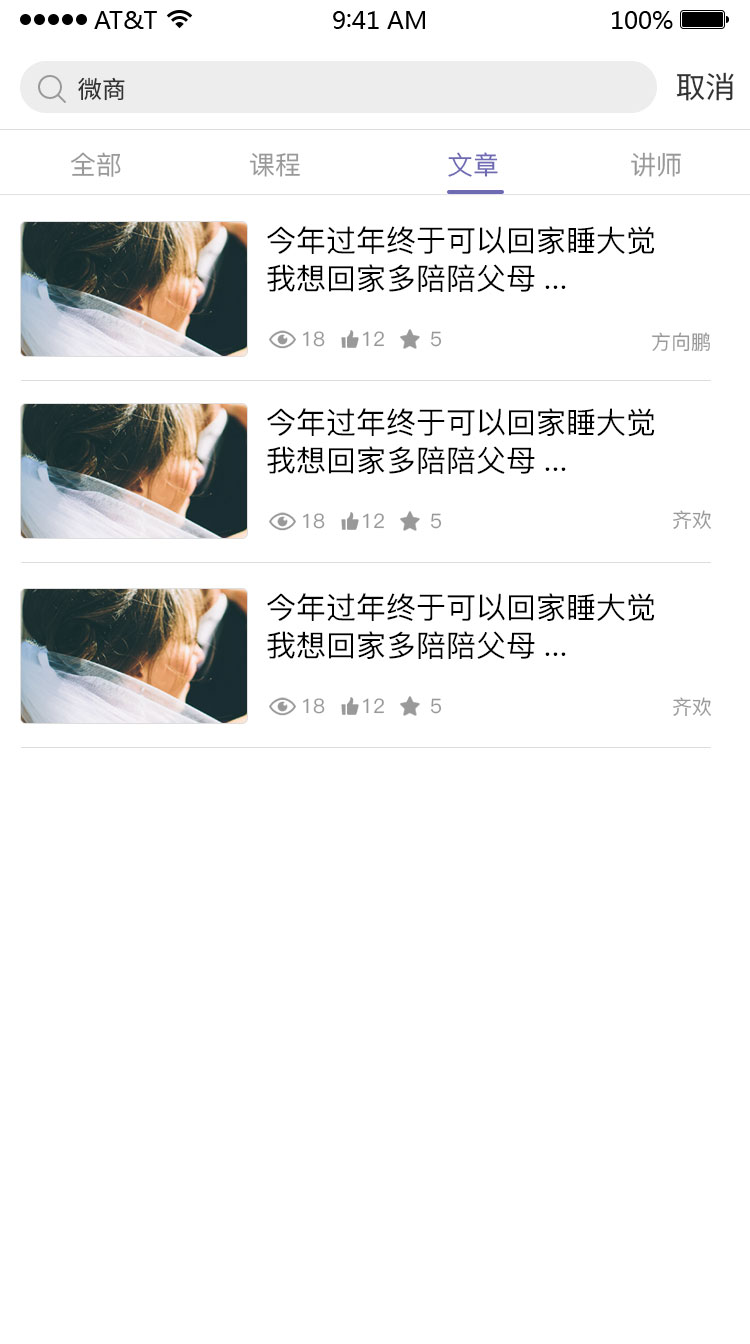 AT&T 9:41 AM 100%
微商 取消
全部 课程 文章 讲师
今年过年终于可以回家睡大觉
我想回家多陪陪父母 ...
18 12 5 方向鹏
今年过年终于可以回家睡大觉
我想回家多陪陪父母 ...
18 12 5 齐欢
今年过年终于可以回家睡大觉
我想回家多陪陪父母 ...
18 12 5 齐欢